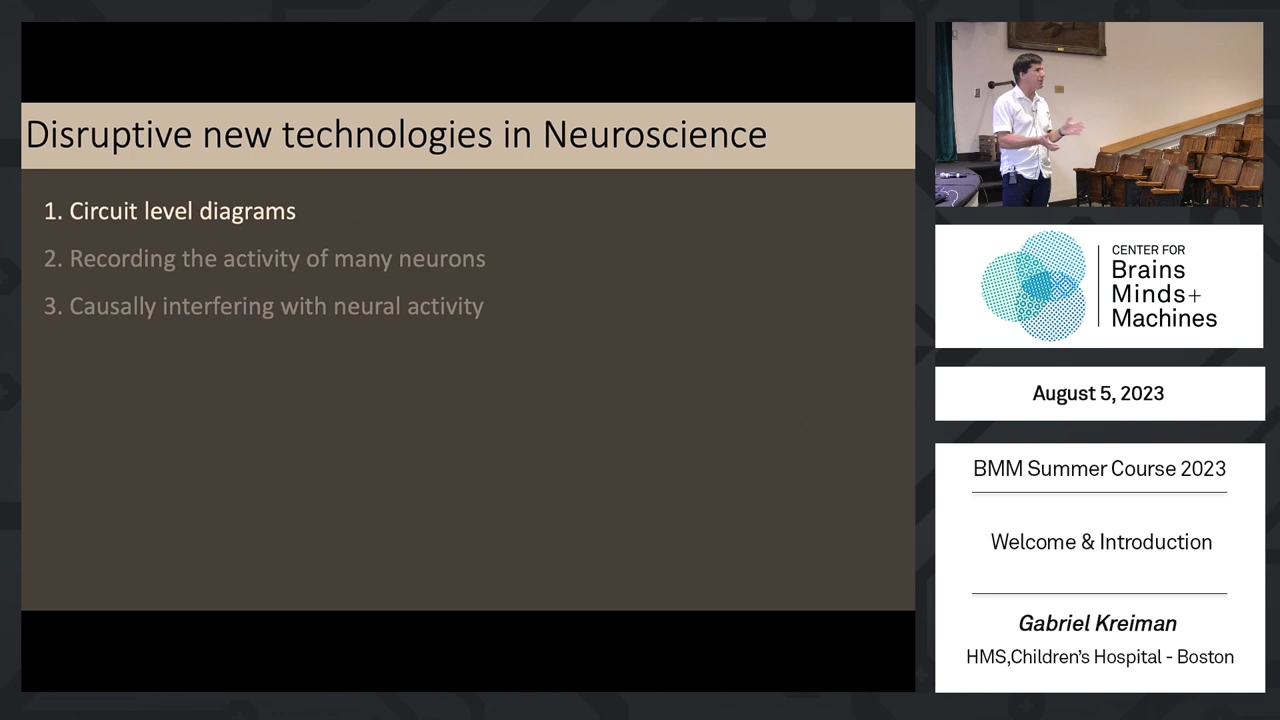 Disruptive new technologies in Neuroscience
1. Circuit level diagrams
2. Recording the activity of many neurons
3. Causally interfering with neural activity
CENTER FOR
Brains
Minds+
Machines
August 5, 2023
BMM Summer Course 2023
Welcome & Introduction
Gabriel Kreiman
HMS,Children's Hospital - Boston